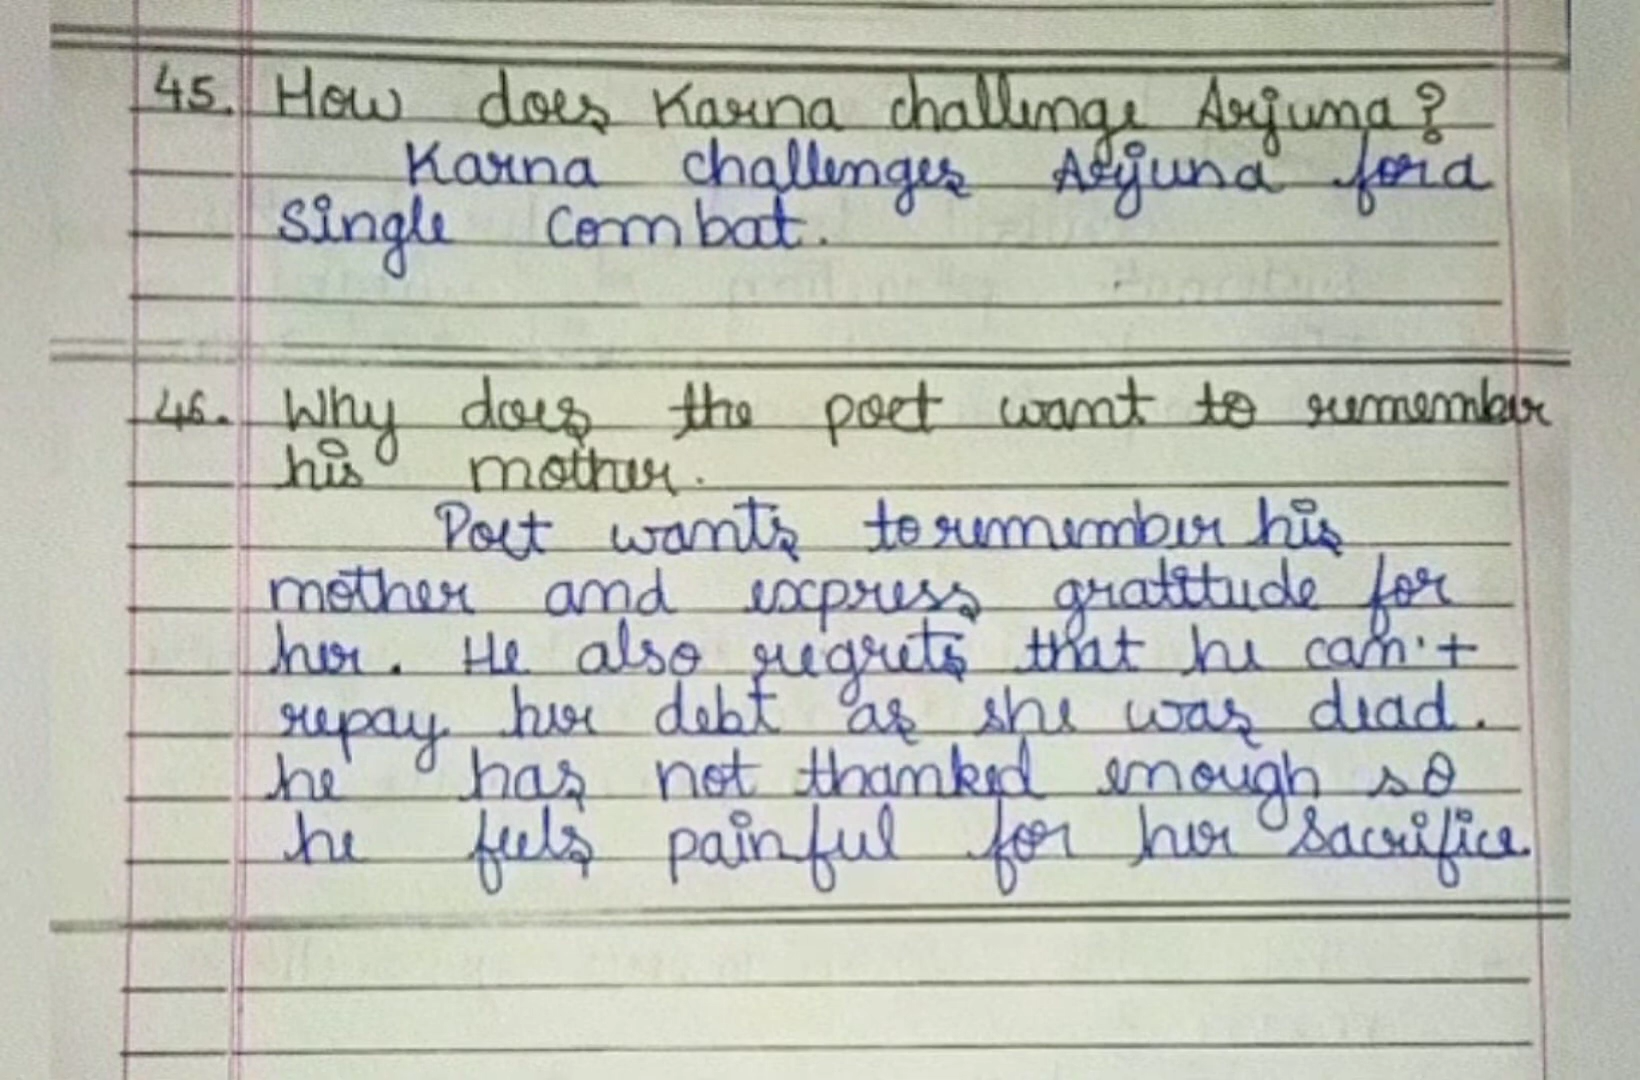 45. How does Karna challenge Arjuna?
Karna challenges Arjuna for a
Single Combat.
46. Why does the poet want to remember
his mother.
Poet wants to remember his
mother and express gratitude for
her. He also regrets that he can't
repay her debt as she was dead.
he has not thanked enough so
he feels painful for her Sacrifice.